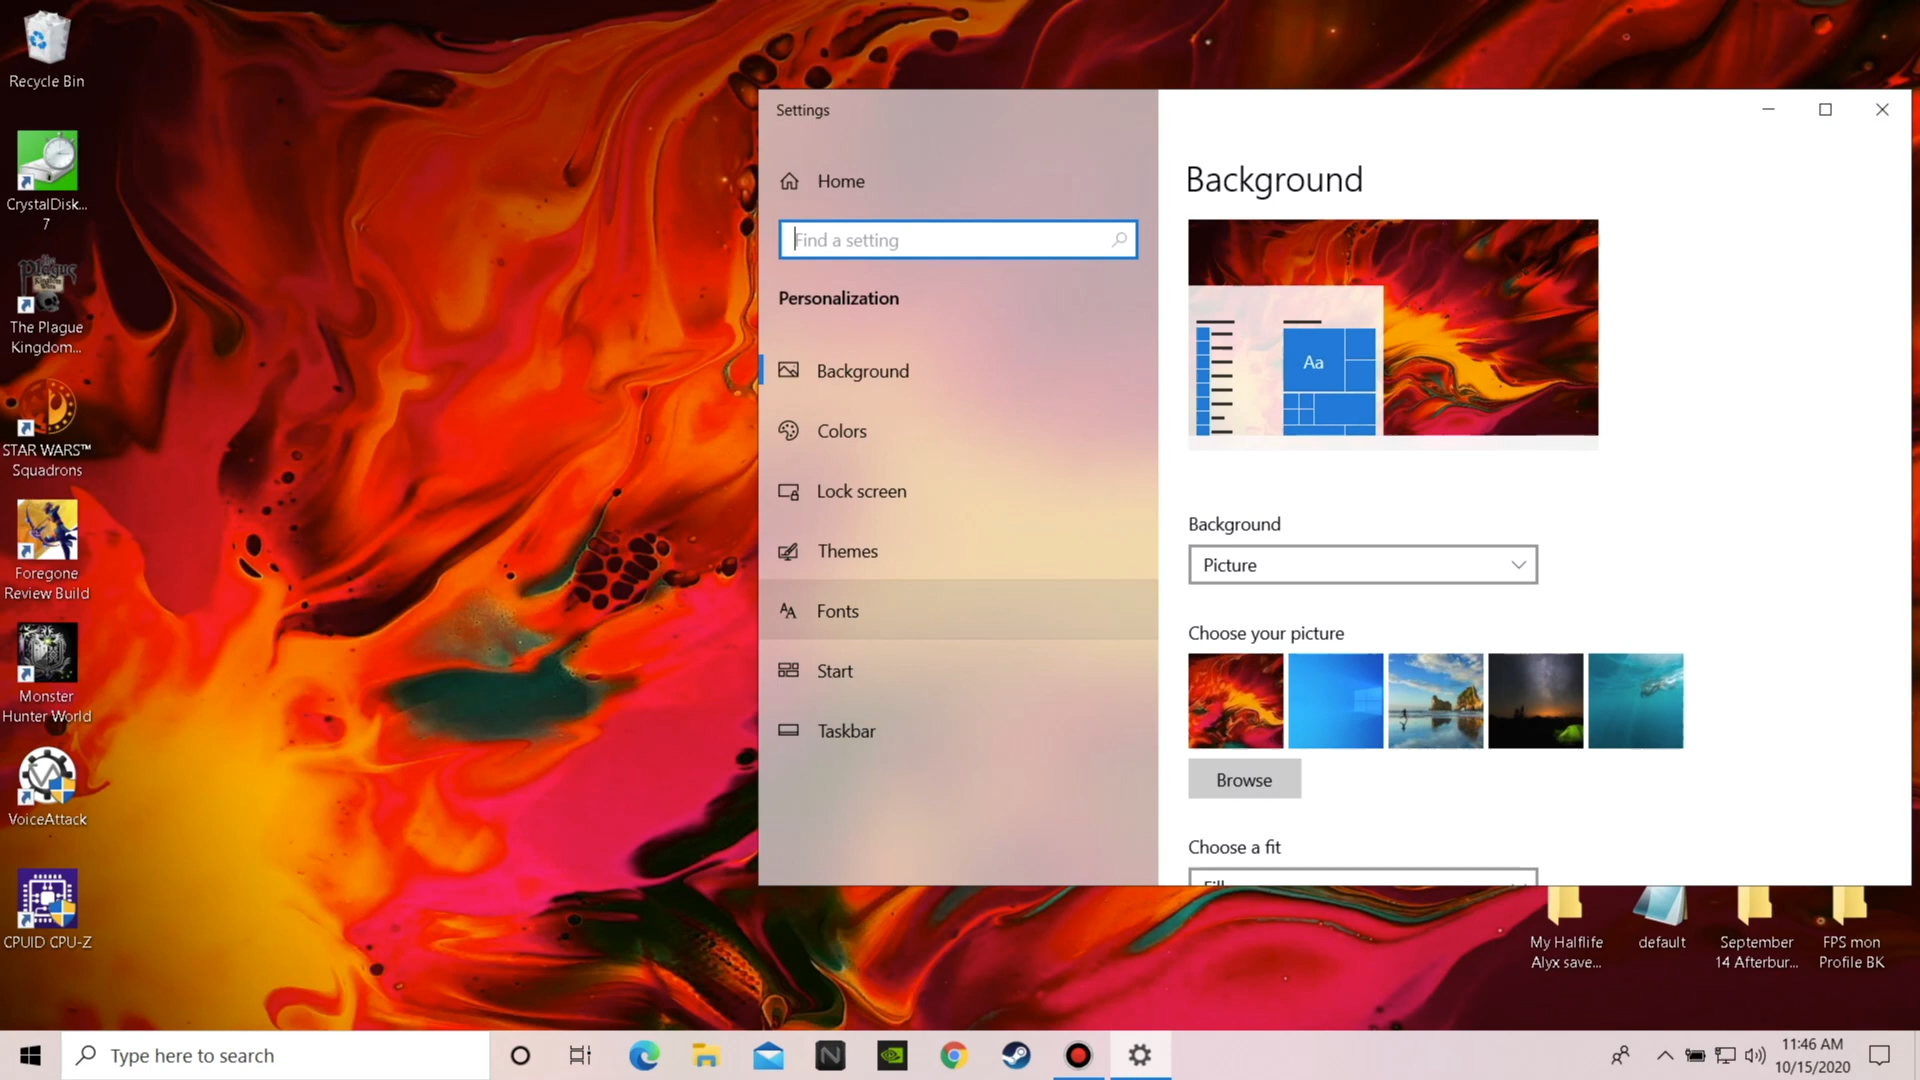 Recycle Bin
CrystalDisk...
7
The Plague
Kingdom...
STAR WARS™
Squadrons
Foregone
Review Build
Monster
Hunter World
VoiceAttack
CPUID CPU-Z
Settings
Home
Find a setting
Personalization
Background
Colors
Lock screen
Themes
Fonts
Start
Taskbar
Background
Aa
Background
Picture
Choose your picture
Browse
Choose a fit
My Halflife
Alyx save...
default
September
14 Afterbur...
FPS mon
Profile BK
Type here to search
11:46 AM
10/15/2020